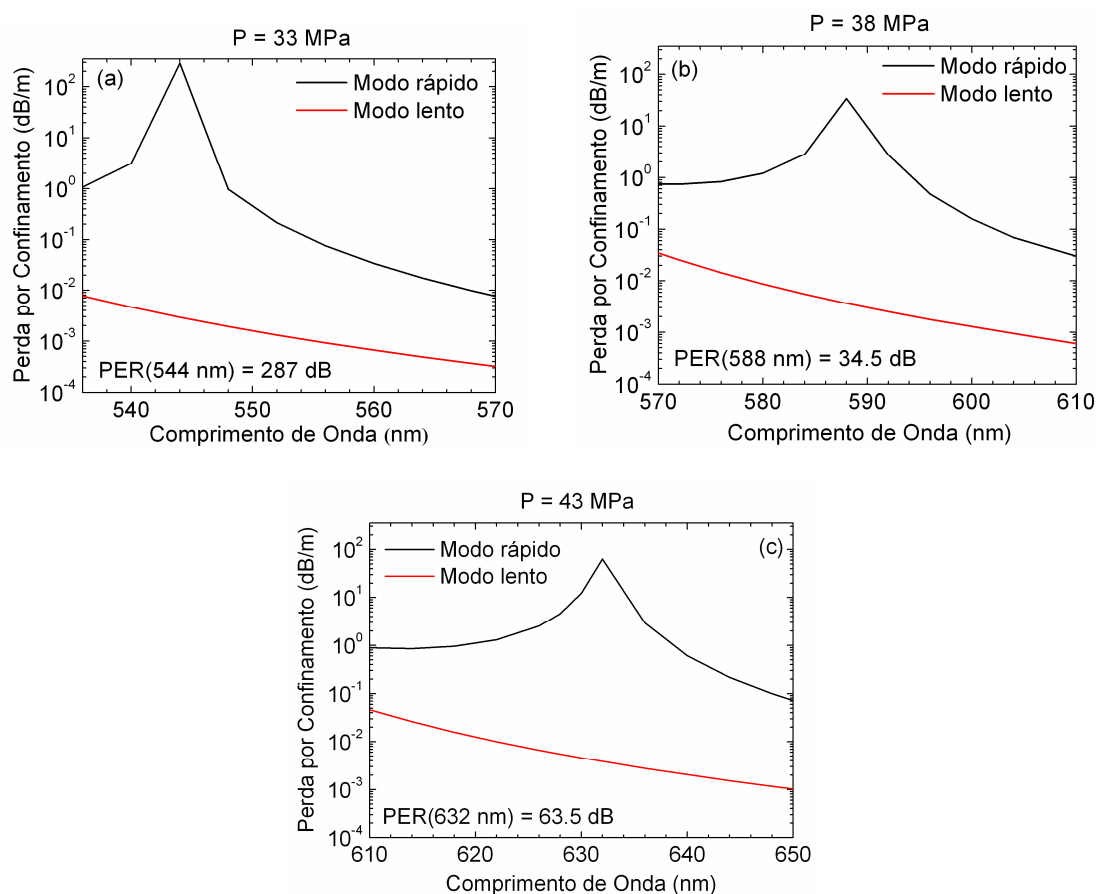 P = 33 MPa
(a)
Modo rápido
Modo lento
Perda por Confinamento (dB/m)
10^2
10^1
10^0
10^-1
10^-2
10^-3
10^-4
PER(544 nm) = 287 dB
540 550 560 570
Comprimento de Onda (nm)
P = 38 MPa
(b)
Modo rápido
Modo lento
Perda por Confinamento (dB/m)
10^2
10^1
10^0
10^-1
10^-2
10^-3
10^-4
PER(588 nm) = 34.5 dB
570 580 590 600 610
Comprimento de Onda (nm)
P = 43 MPa
(c)
Modo rápido
Modo lento
Perda por Confinamento (dB/m)
10^2
10^1
10^0
10^-1
10^-2
10^-3
10^-4
PER(632 nm) = 63.5 dB
610 620 630 640 650
Comprimento de Onda (nm)